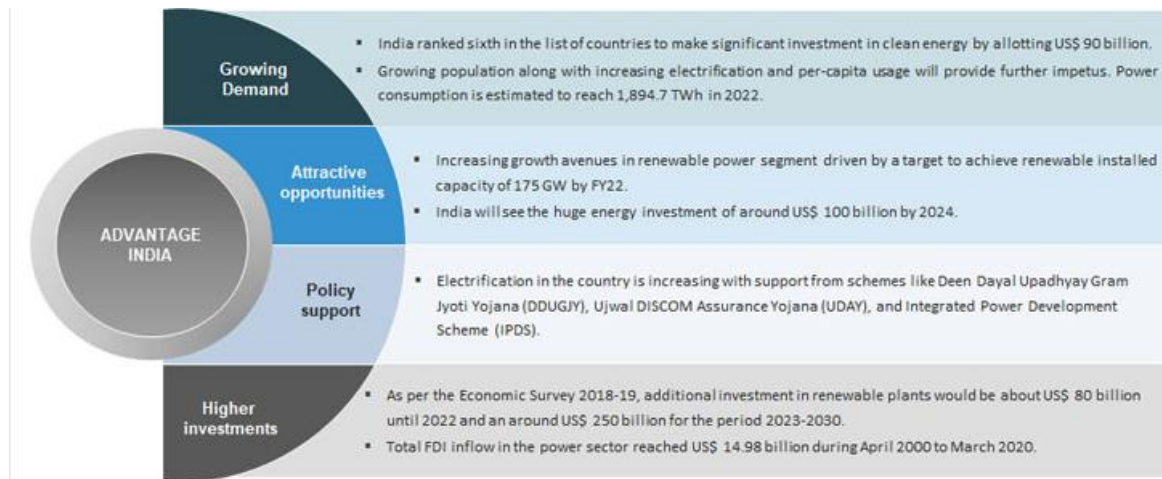 Growing
Demand
▪ India ranked sixth in the list of countries to make significant investment in clean energy by allotting US$ 90 billion.
▪ Growing population along with increasing electrification and per-capita usage will provide further impetus. Power
consumption is estimated to reach 1,894.7 TWh in 2022.
Attractive
opportunities
▪ Increasing growth avenues in renewable power segment driven by a target to achieve renewable installed
capacity of 175 GW by FY22.
▪ India will see the huge energy investment of around US$ 100 billion by 2024.
ADVANTAGE
INDIA
Policy
support
▪ Electrification in the country is increasing with support from schemes like Deen Dayal Upadhyay Gram
Jyoti Yojana (DDUGJY), Ujwal DISCOM Assurance Yojana (UDAY), and Integrated Power Development
Scheme (IPDS).
Higher
investments
▪ As per the Economic Survey 2018-19, additional investment in renewable plants would be about US$ 80 billion
until 2022 and an around US$ 250 billion for the period 2023-2030.
▪ Total FDI inflow in the power sector reached US$ 14.98 billion during April 2000 to March 2020.